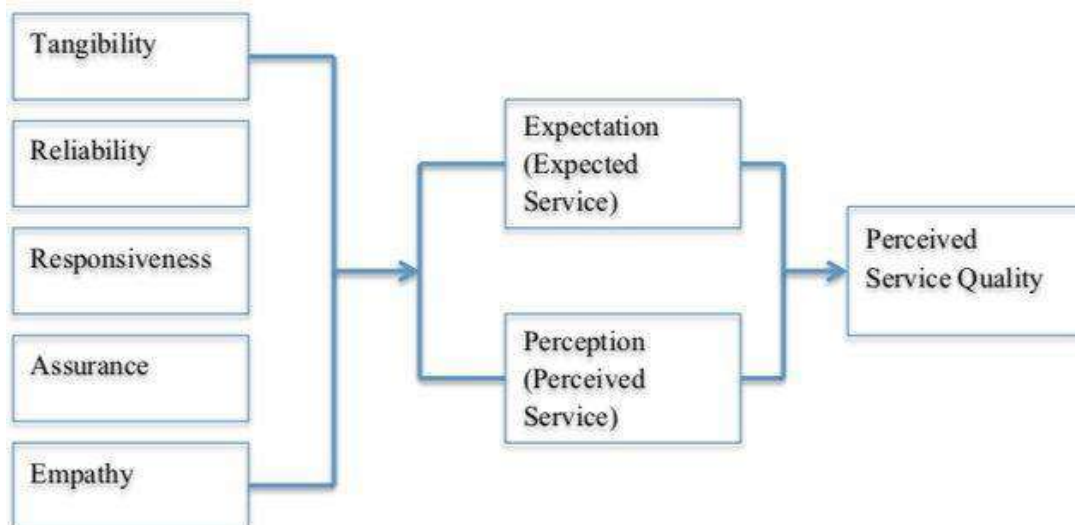 Tangibility
Reliability
Responsiveness
Assurance
Empathy
Expectation
(Expected
Service)
Perception
(Perceived
Service)
Perceived
Service Quality